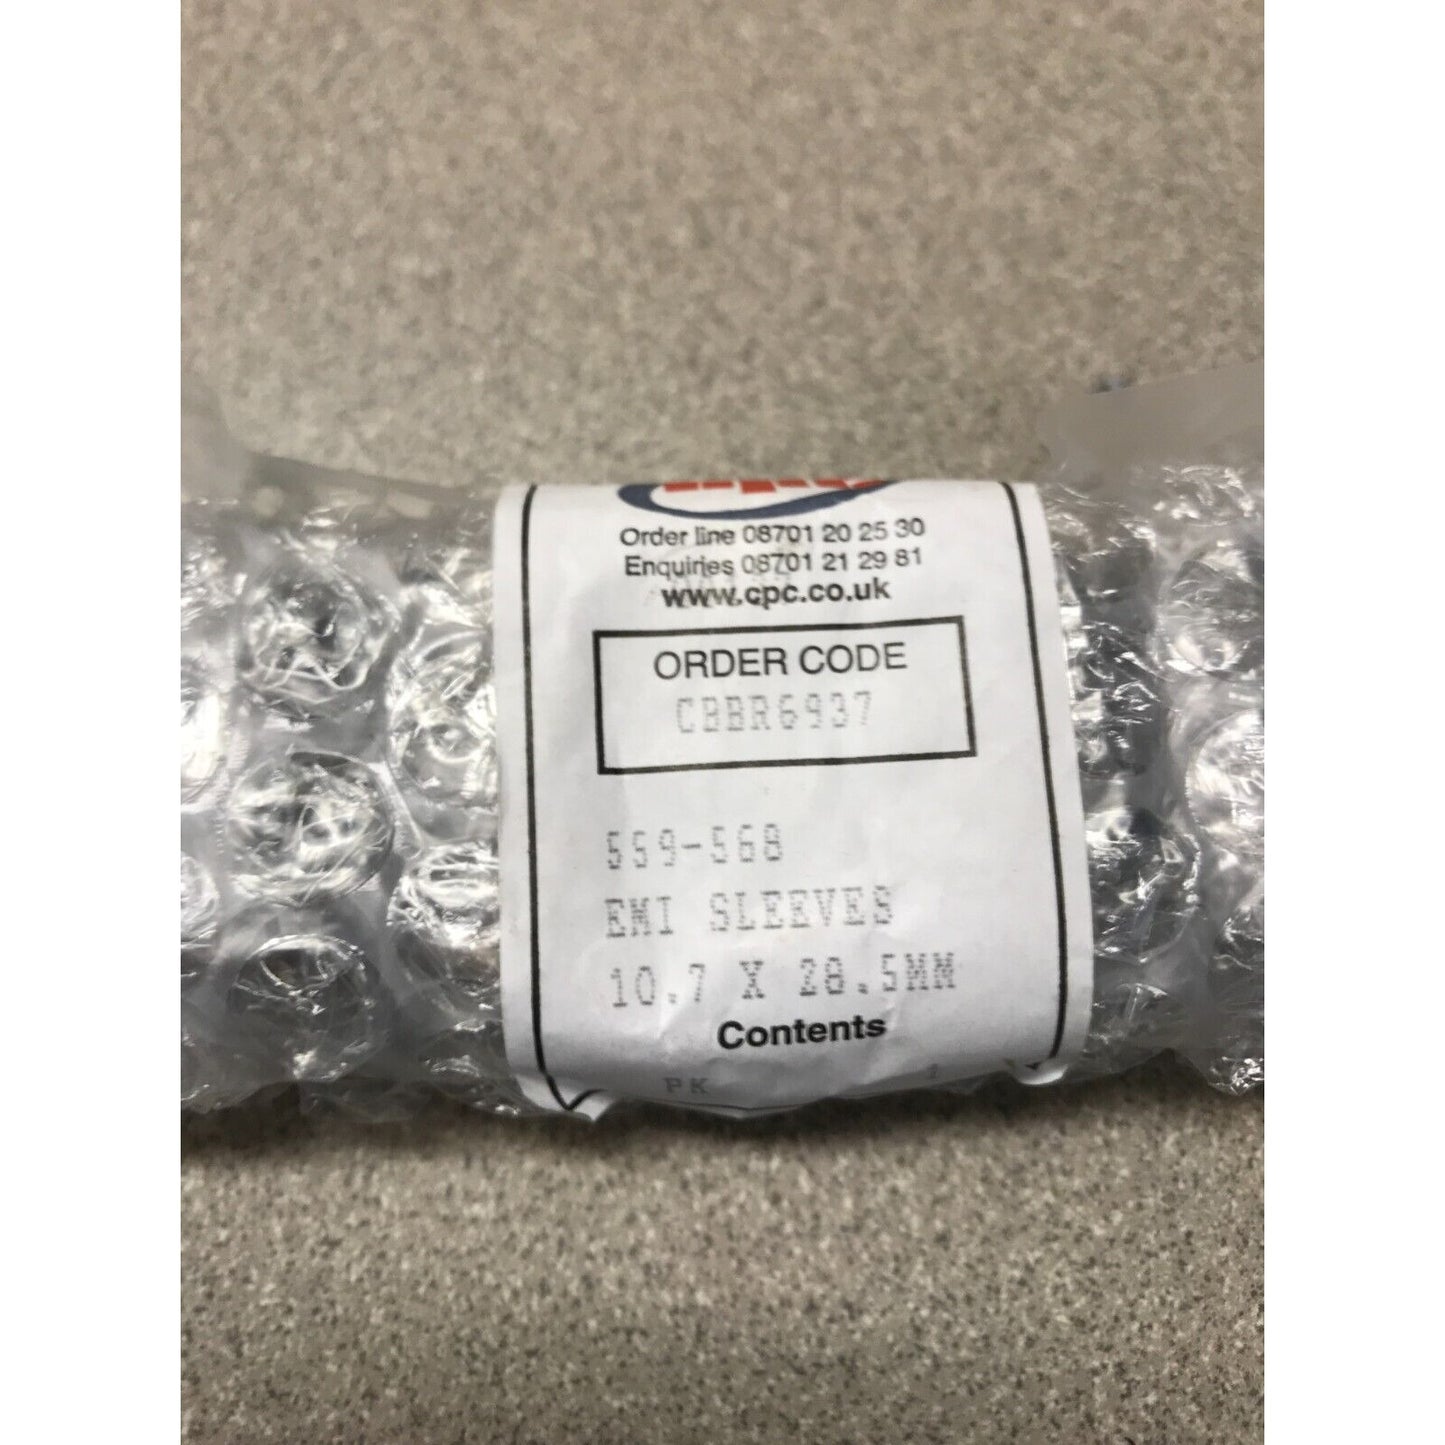 Order line 08701 20 25 30
Enquiries 08701 21 29 81
www.cpc.co.uk
ORDER CODE
CBBR6937
559-568
EMI SLEEVES
10.7 X 28.5MM
Contents
PK 1